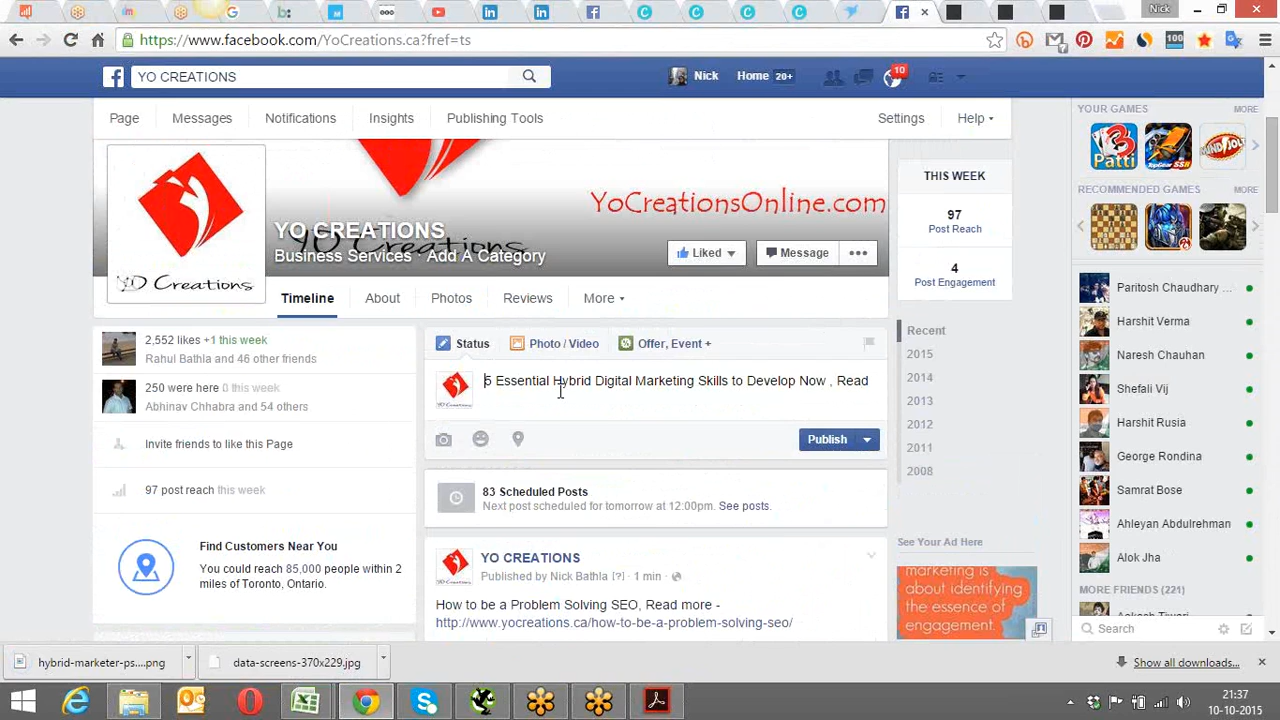 Nick
https://www.facebook.com/YoCreations.ca?fref=ts
100
YO CREATIONS
Nick
Home 20+
10
Page
Messages
Notifications
Insights
Publishing Tools
Settings
Help
YoCreationsOnline.com
YO CREATIONS
Business Services Add A Category
YO Creations
Liked
Message
Timeline
About
Photos
Reviews
More
THIS WEEK
97
Post Reach
4
Post Engagement
2,552 likes +1 this week
Rahul Bathla and 46 other friends
250 were here 0 this week
Abhinav Chhabra and 54 others
Invite friends to like this Page
97 post reach this week
Find Customers Near You
You could reach 85,000 people within 2
miles of Toronto, Ontario.
Status
Photo / Video
Offer, Event +
5 Essential Hybrid Digital Marketing Skills to Develop Now , Read
Publish
83 Scheduled Posts
Next post scheduled for tomorrow at 12:00pm. See posts.
YO CREATIONS
Published by Nick Bathla [?] · 1 min ·
How to be a Problem Solving SEO, Read more -
http://www.yocreations.ca/how-to-be-a-problem-solving-seo/
Recent
2015
2014
2013
2012
2011
2008
See Your Ad Here
marketing is
about identifying
the essence of
engagement.
YOUR GAMES
MORE
3 Patti
RECOMMENDED GAMES
MORE
Paritosh Chaudhary ...
Harshit Verma
Naresh Chauhan
Shefali Vij
Harshit Rusia
George Rondina
Samrat Bose
Ahleyan Abdulrehman
Alok Jha
MORE FRIENDS (221)
Search
hybrid-marketer-ps....png
data-screens-370x229.jpg
Show all downloads...
21:37
10-10-2015